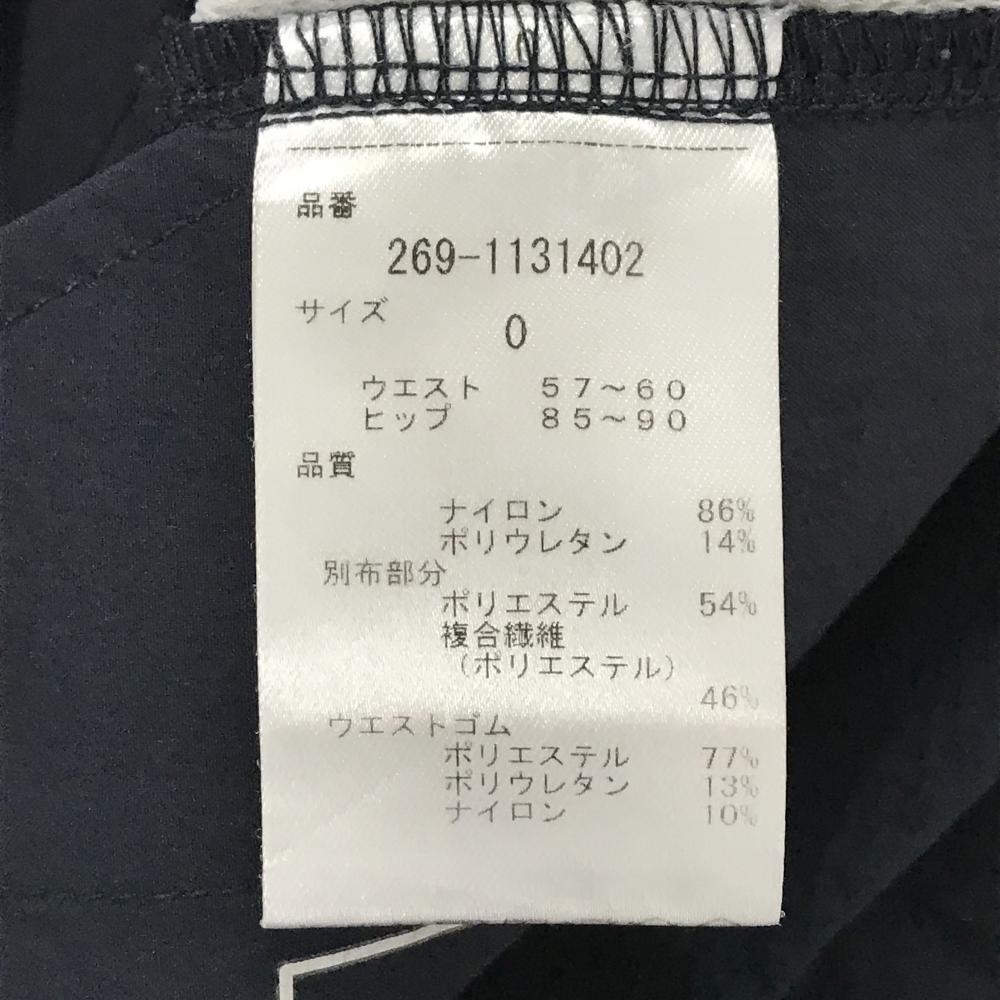 品番
269-1131402
サイズ
0
ウエスト 57～60
ヒップ 85～90
品質
ナイロン 86%
ポリウレタン 14%
別布部分
ポリエステル 54%
複合繊維
（ポリエステル）
46%
ウエストゴム
ポリエステル 77%
ポリウレタン 13%
ナイロン 10%